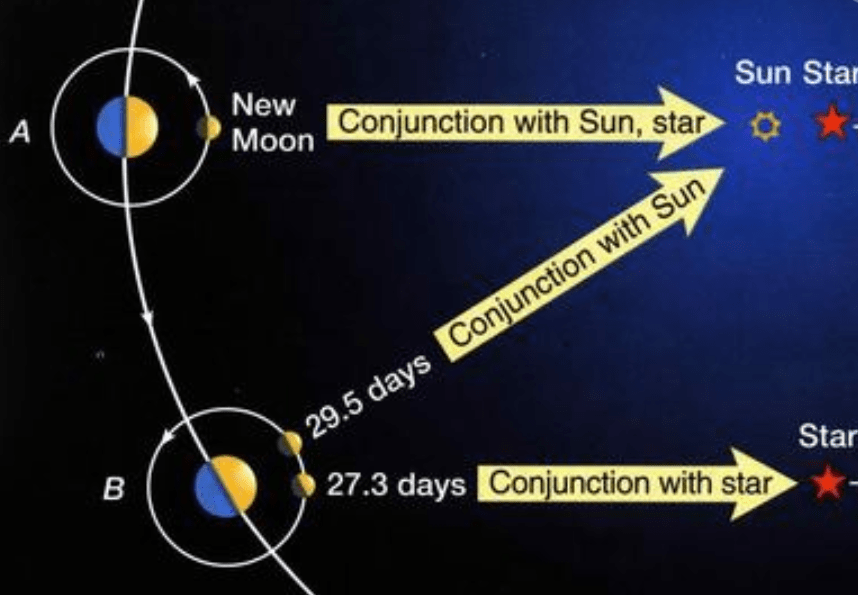 Sun Star
A
New
Moon
Conjunction with Sun, star
Conjunction with Sun
29.5 days
Star
B
27.3 days
Conjunction with star